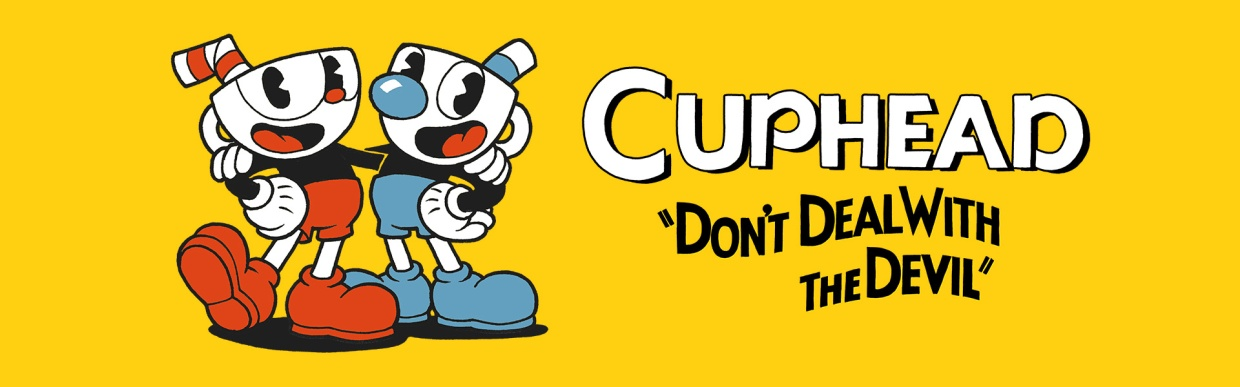 CUPHEAD
"DON'T DEAL WITH
THE DEVIL"